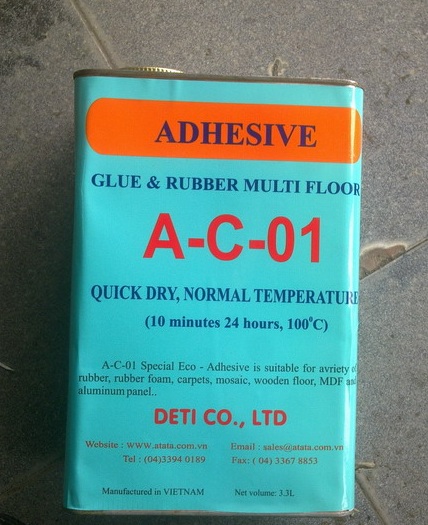 ADHESIVE
GLUE & RUBBER MULTI FLOOR
A-C-01
QUICK DRY, NORMAL TEMPERATURE
(10 minutes 24 hours, 100°C)
A-C-01 Special Eco - Adhesive is suitable for avriety of
rubber, rubber foam, carpets, mosaic, wooden floor, MDF and
aluminum panel..
DETI CO., LTD
Website : www.atata.com.vn Email : sales@atata.com.vn
Tel : (04)3394 0189 Fax: ( 04) 3367 8853
Manufactured in VIETNAM Net volume: 3.3L